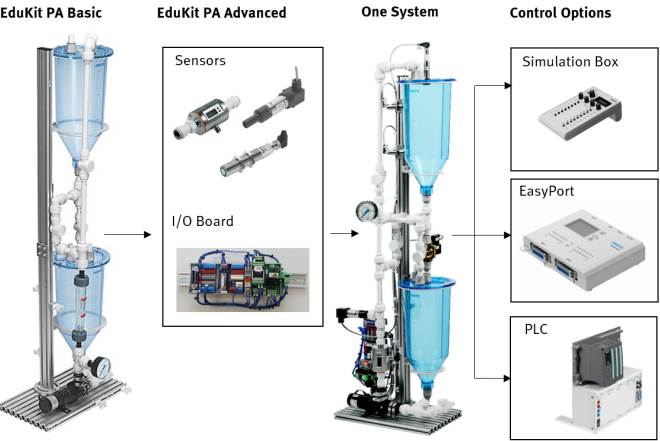 EduKit PA Basic
EduKit PA Advanced
One System
Control Options
Sensors
I/O Board
Simulation Box
EasyPort
PLC